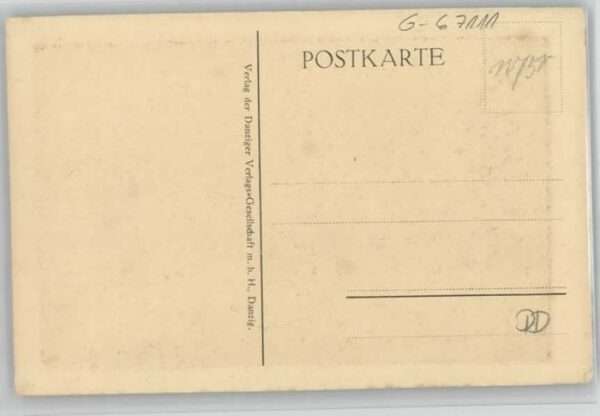 G-67111
POSTKARTE
Verlag der Danziger Verlags-Gesellschaft m. b. H., Danzig.